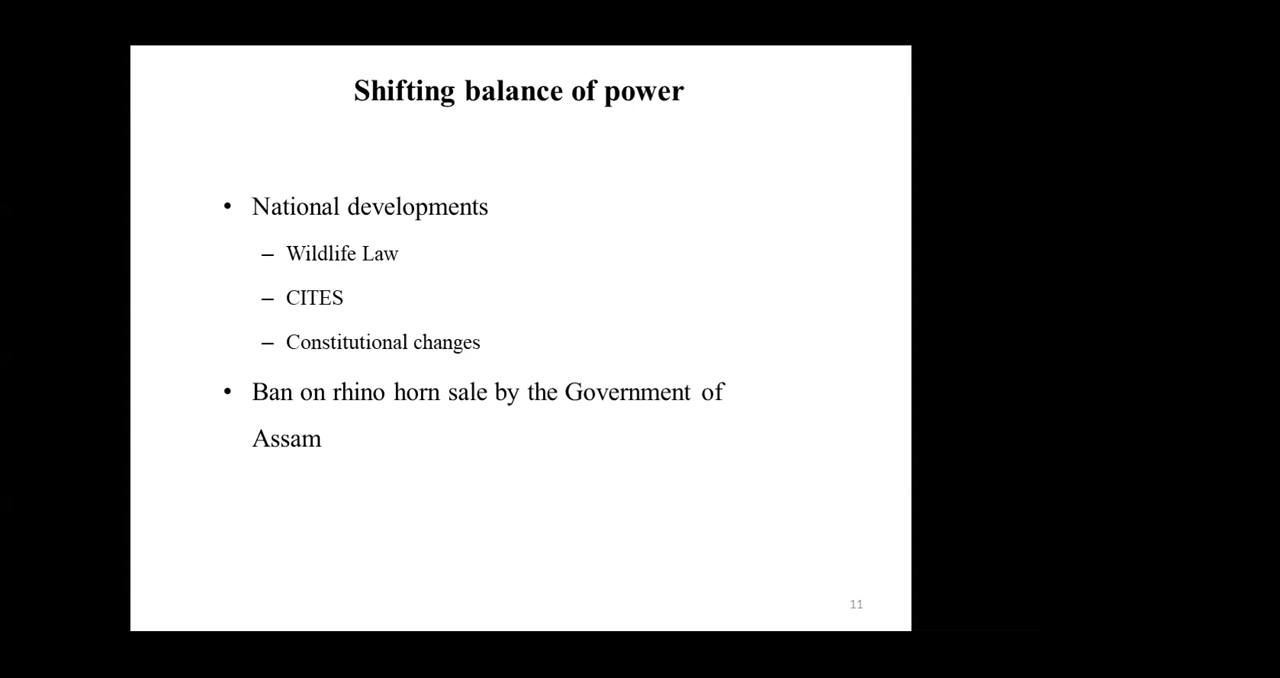 Shifting balance of power
• National developments
– Wildlife Law
– CITES
– Constitutional changes
• Ban on rhino horn sale by the Government of
Assam
11